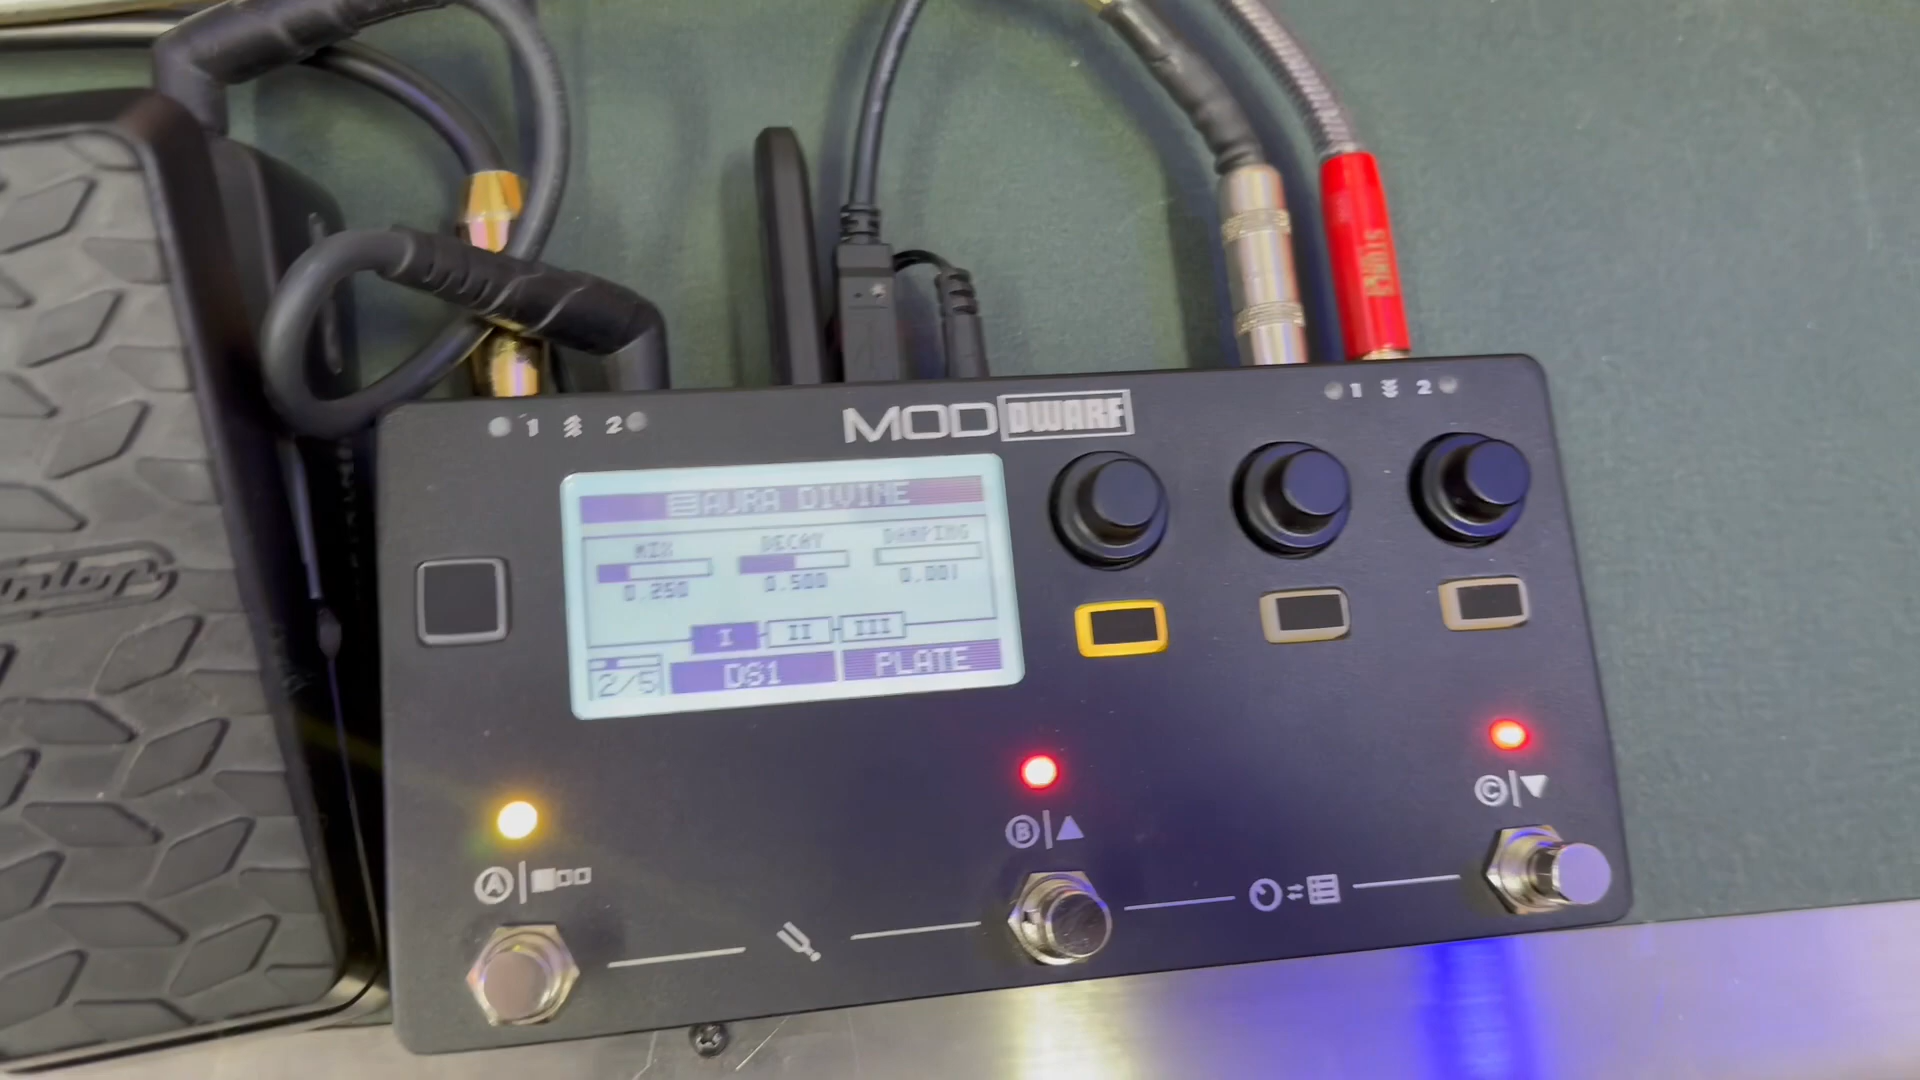 1 2
MOD DWARF
1 2
AURA DIVINE
MIX DECAY DAMPING
0.250 0.500 0.001
I II III
2/5 DS1 PLATE
A
B
C